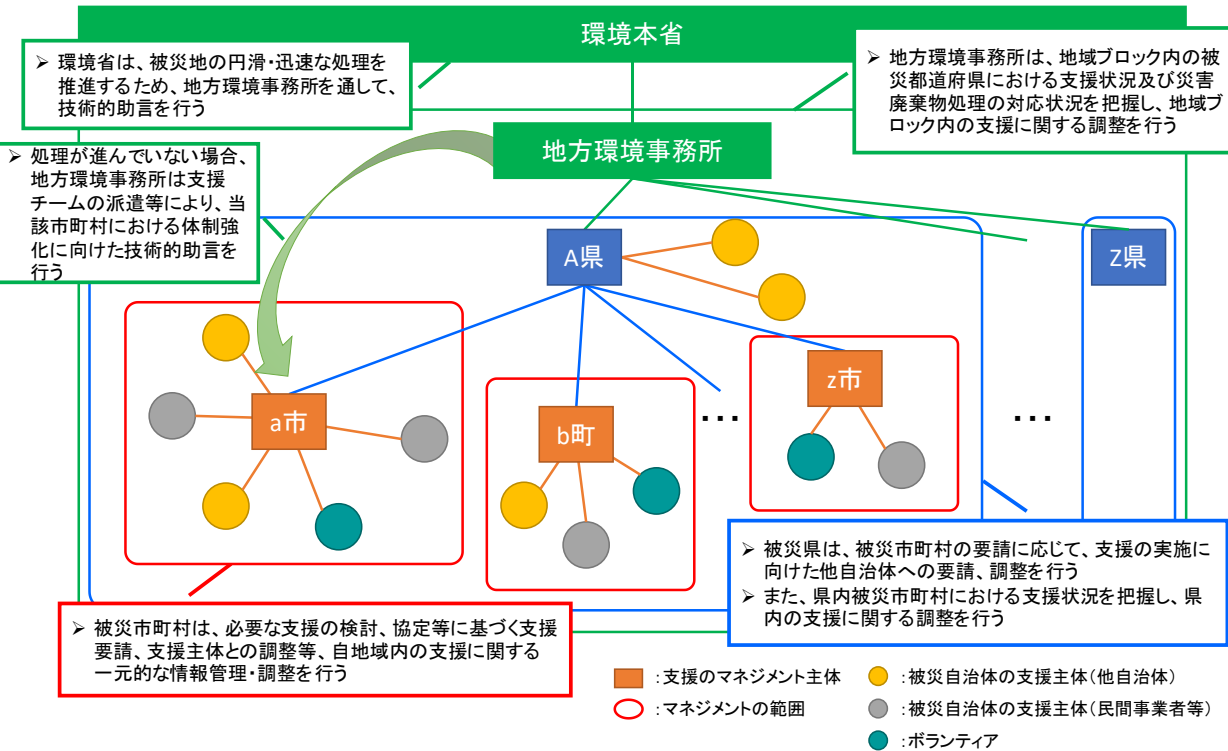 環境本省
➢ 環境省は、被災地の円滑・迅速な処理を
推進するため、地方環境事務所を通して、
技術的助言を行う
➢ 地方環境事務所は、地域ブロック内の被
災都道府県における支援状況及び災害
廃棄物処理の対応状況を把握し、地域ブ
ロック内の支援に関する調整を行う
地方環境事務所
➢ 処理が進んでいない場合、
地方環境事務所は支援
チームの派遣等により、当
該市町村における体制強
化に向けた技術的助言を
行う
A県
Z県
a市
b町
z市
…
…
➢ 被災県は、被災市町村の要請に応じて、支援の実施に
向けた他自治体への要請、調整を行う
➢ また、県内被災市町村における支援状況を把握し、県
内の支援に関する調整を行う
➢ 被災市町村は、必要な支援の検討、協定等に基づく支援
要請、支援主体との調整等、自地域内の支援に関する
一元的な情報管理・調整を行う
:支援のマネジメント主体
:マネジメントの範囲
:被災自治体の支援主体(他自治体)
:被災自治体の支援主体(民間事業者等)
:ボランティア